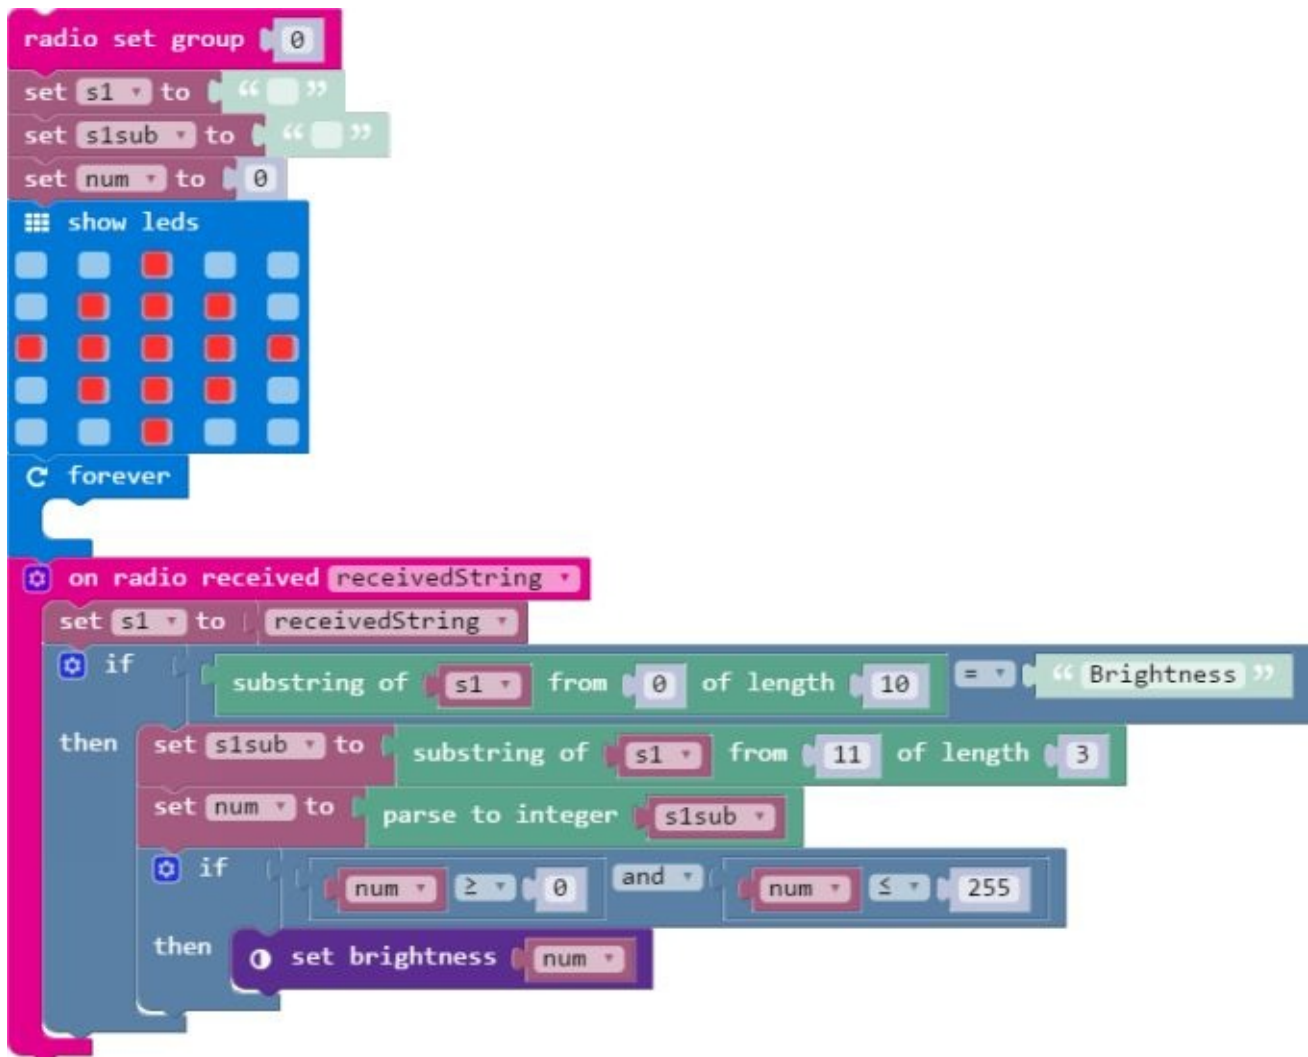 radio set group 0
set s1 to “ ”
set s1sub to “ ”
set num to 0
show leds
forever
on radio received receivedString
set s1 to receivedString
if substring of s1 from 0 of length 10 = “ Brightness ”
then set s1sub to substring of s1 from 11 of length 3
set num to parse to integer s1sub
if num ≥ 0 and num ≤ 255
then set brightness num